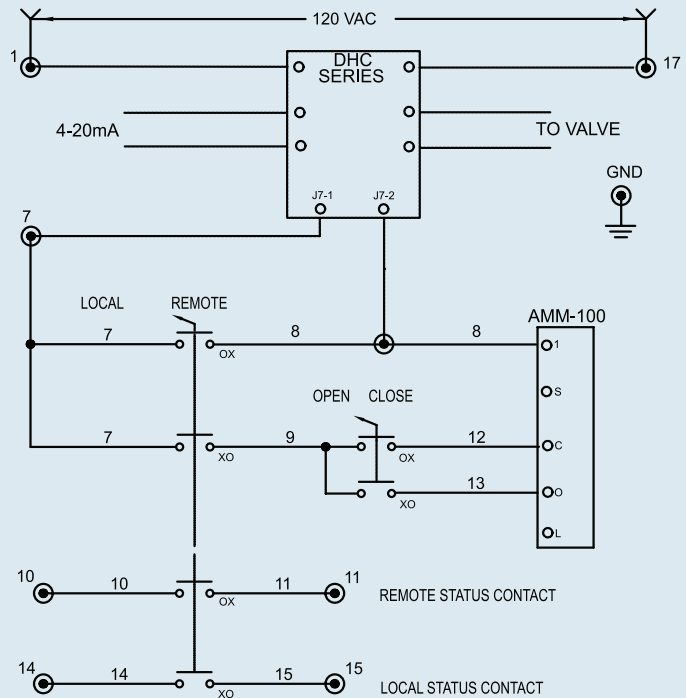 120 VAC
1
DHC
SERIES
17
4-20mA
TO VALVE
GND
J7-1
J7-2
7
LOCAL
REMOTE
AMM-100
7
8
8
1
OX
S
OPEN
CLOSE
7
9
12
C
XO
OX
13
O
XO
L
10
10
11
11
REMOTE STATUS CONTACT
OX
14
14
15
15
LOCAL STATUS CONTACT
XO